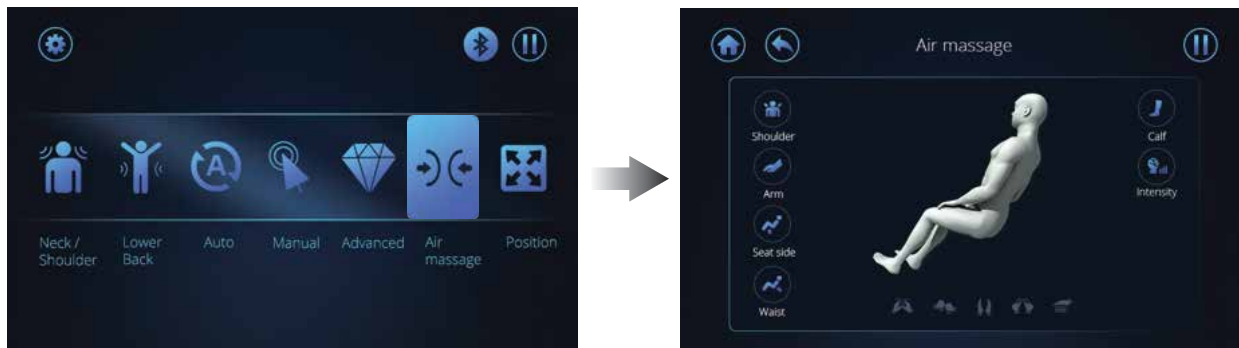 Neck /
Shoulder
Lower
Back
Auto
Manual
Advanced
Air
massage
Position
Air massage
Shoulder
Arm
Seat side
Waist
Calf
Intensity